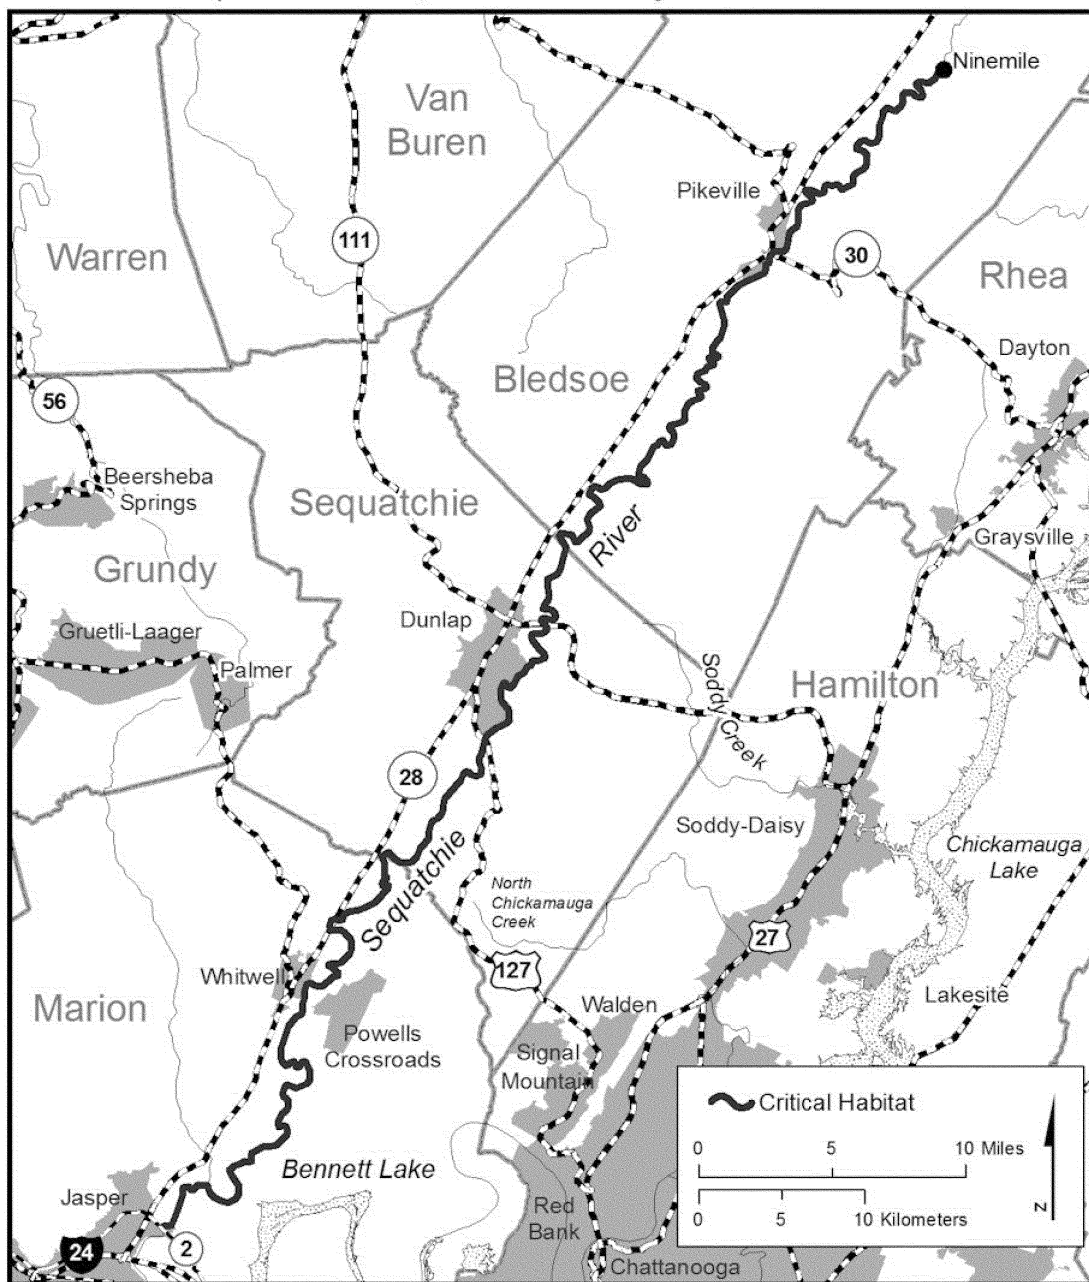 Ninemile
Van
Buren
Pikeville
Warren
111
30
Rhea
Dayton
Bledsoe
56
Beersheba
Springs
Sequatchie
River
Graysville
Grundy
Dunlap
Gruetli-Laager
Palmer
Soddy
Creek
Hamilton
28
Soddy-Daisy
Sequatchie
Chickamauga
Lake
North
Chickamauga
Creek
27
127
Whitwell
Lakesite
Marion
Walden
Powells
Crossroads
Signal
Mountain
Critical Habitat
0 5 10 Miles
0 5 10 Kilometers
N
Bennett Lake
Jasper
Red
Bank
24
2
Chattanooga